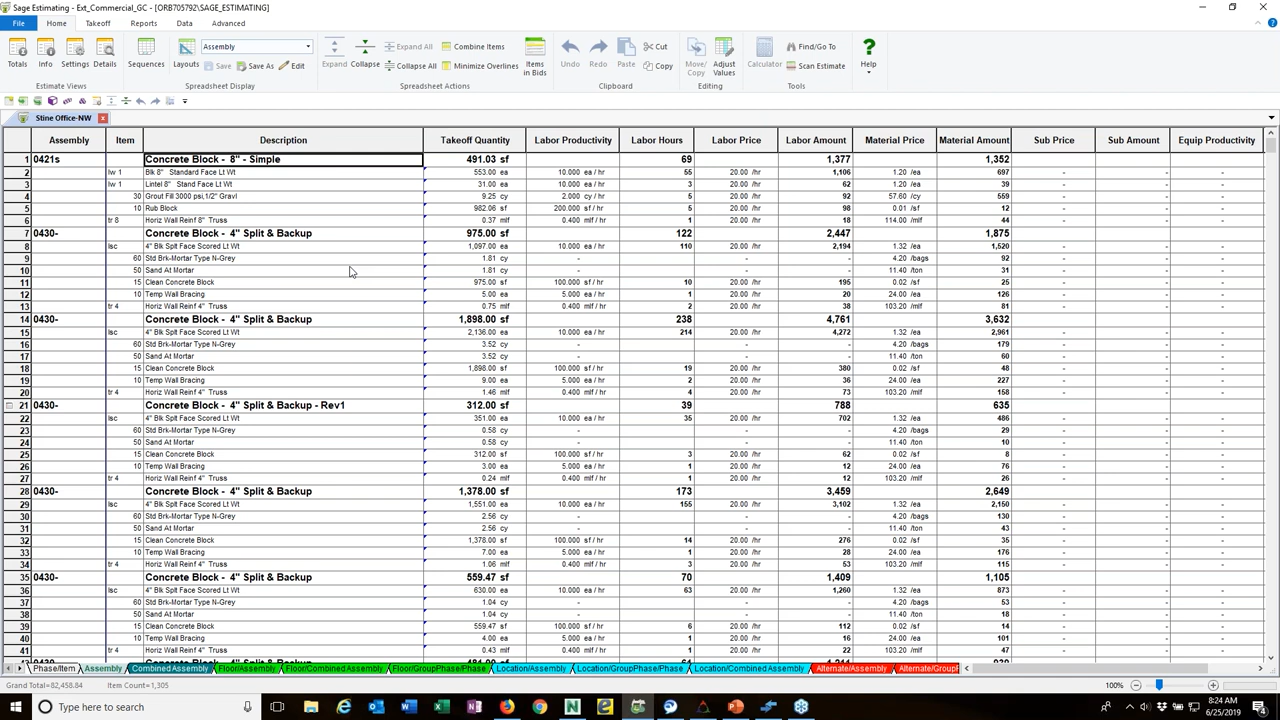 Sage Estimating - Ext_Commercial_GC - [ORB705792\SAGE_ESTIMATING]
File Home Takeoff Reports Data Advanced
Totals Info Settings Details Sequences Layouts Assembly Save Save As Edit Expand Collapse Expand All Collapse All Combine Items Minimize Overlines Items in Bids Undo Redo Paste Cut Copy Move/Copy Adjust Values Calculator Find/Go To Scan Estimate Help
Estimate Views Spreadsheet Display Spreadsheet Actions Clipboard Editing Tools
Stine Office-NW
Assembly Item Description Takeoff Quantity Labor Productivity Labor Hours Labor Price Labor Amount Material Price Material Amount Sub Price Sub Amount Equip Productivity
1 0421s Concrete Block - 8" - Simple 491.03 sf 69 1,377 1,352
2 lw 1 Blk 8" Standard Face Lt Wt 553.00 ea 10.000 ea / hr 55 20.00 /hr 1,106 1.20 /ea 697 - - -
3 lw 1 Lintel 8" Stand Face Lt Wt 31.00 ea 10.000 ea / hr 3 20.00 /hr 62 1.20 /ea 39 - - -
4 30 Grout Fill 3000 psi,1/2" Gravl 9.25 cy 2.000 cy / hr 5 20.00 /hr 92 57.60 /cy 559 - - -
5 10 Rub Block 982.06 sf 200.000 sf / hr 5 20.00 /hr 98 0.01 /sf 12 - - -
6 tr 8 Horiz Wall Reinf 8" Truss 0.37 mlf 0.400 mlf / hr 1 20.00 /hr 18 114.00 /mlf 44 - - -
7 0430- Concrete Block - 4" Split & Backup 975.00 sf 122 2,447 1,875
8 lsc 4" Blk Splt Face Scored Lt Wt 1,097.00 ea 10.000 ea / hr 110 20.00 /hr 2,194 1.32 /ea 1,520 - - -
9 60 Std Brk-Mortar Type N-Grey 1.81 cy - - - - 4.20 /bags 92 - - -
10 50 Sand At Mortar 1.81 cy - - - - 11.40 /ton 31 - - -
11 15 Clean Concrete Block 975.00 sf 100.000 sf / hr 10 20.00 /hr 195 0.02 /sf 25 - - -
12 10 Temp Wall Bracing 5.00 ea 5.000 ea / hr 1 20.00 /hr 20 24.00 /ea 126 - - -
13 tr 4 Horiz Wall Reinf 4" Truss 0.75 mlf 0.400 mlf / hr 2 20.00 /hr 38 103.20 /mlf 81 - - -
14 0430- Concrete Block - 4" Split & Backup 1,898.00 sf 238 4,761 3,632
15 lsc 4" Blk Splt Face Scored Lt Wt 2,136.00 ea 10.000 ea / hr 214 20.00 /hr 4,272 1.32 /ea 2,961 - - -
16 60 Std Brk-Mortar Type N-Grey 3.52 cy - - - - 4.20 /bags 179 - - -
17 50 Sand At Mortar 3.52 cy - - - - 11.40 /ton 60 - - -
18 15 Clean Concrete Block 1,898.00 sf 100.000 sf / hr 19 20.00 /hr 380 0.02 /sf 48 - - -
19 10 Temp Wall Bracing 9.00 ea 5.000 ea / hr 2 20.00 /hr 36 24.00 /ea 227 - - -
20 tr 4 Horiz Wall Reinf 4" Truss 1.46 mlf 0.400 mlf / hr 4 20.00 /hr 73 103.20 /mlf 158 - - -
21 0430- Concrete Block - 4" Split & Backup - Rev1 312.00 sf 39 788 635
22 lsc 4" Blk Splt Face Scored Lt Wt 351.00 ea 10.000 ea / hr 35 20.00 /hr 702 1.32 /ea 486 - - -
23 60 Std Brk-Mortar Type N-Grey 0.58 cy - - - - 4.20 /bags 29 - - -
24 50 Sand At Mortar 0.58 cy - - - - 11.40 /ton 10 - - -
25 15 Clean Concrete Block 312.00 sf 100.000 sf / hr 3 20.00 /hr 62 0.02 /sf 8 - - -
26 10 Temp Wall Bracing 3.00 ea 5.000 ea / hr 1 20.00 /hr 12 24.00 /ea 76 - - -
27 tr 4 Horiz Wall Reinf 4" Truss 0.24 mlf 0.400 mlf / hr 1 20.00 /hr 12 103.20 /mlf 26 - - -
28 0430- Concrete Block - 4" Split & Backup 1,378.00 sf 173 3,459 2,649
29 lsc 4" Blk Splt Face Scored Lt Wt 1,551.00 ea 10.000 ea / hr 155 20.00 /hr 3,102 1.32 /ea 2,150 - - -
30 60 Std Brk-Mortar Type N-Grey 2.56 cy - - - - 4.20 /bags 130 - - -
31 50 Sand At Mortar 2.56 cy - - - - 11.40 /ton 43 - - -
32 15 Clean Concrete Block 1,378.00 sf 100.000 sf / hr 14 20.00 /hr 276 0.02 /sf 35 - - -
33 10 Temp Wall Bracing 7.00 ea 5.000 ea / hr 1 20.00 /hr 28 24.00 /ea 176 - - -
34 tr 4 Horiz Wall Reinf 4" Truss 1.06 mlf 0.400 mlf / hr 3 20.00 /hr 53 103.20 /mlf 115 - - -
35 0430- Concrete Block - 4" Split & Backup 559.47 sf 70 1,409 1,105
36 lsc 4" Blk Splt Face Scored Lt Wt 630.00 ea 10.000 ea / hr 63 20.00 /hr 1,260 1.32 /ea 873 - - -
37 60 Std Brk-Mortar Type N-Grey 1.04 cy - - - - 4.20 /bags 53 - - -
38 50 Sand At Mortar 1.04 cy - - - - 11.40 /ton 18 - - -
39 15 Clean Concrete Block 559.47 sf 100.000 sf / hr 6 20.00 /hr 112 0.02 /sf 14 - - -
40 10 Temp Wall Bracing 4.00 ea 5.000 ea / hr 1 20.00 /hr 16 24.00 /ea 101 - - -
41 tr 4 Horiz Wall Reinf 4" Truss 0.43 mlf 0.400 mlf / hr 1 20.00 /hr 22 103.20 /mlf 47 - - -
Phase/Item Assembly Combined Assembly Floor/Assembly Floor/Combined Assembly Floor/GroupPhase/Phase Location/Assembly Location/GroupPhase/Phase Location/Combined Assembly Alternate/Assembly Alternate/GroupP
Grand Total=82,458.84 Item Count=1,305 100%
Type here to search
8:24 AM
6/25/2019